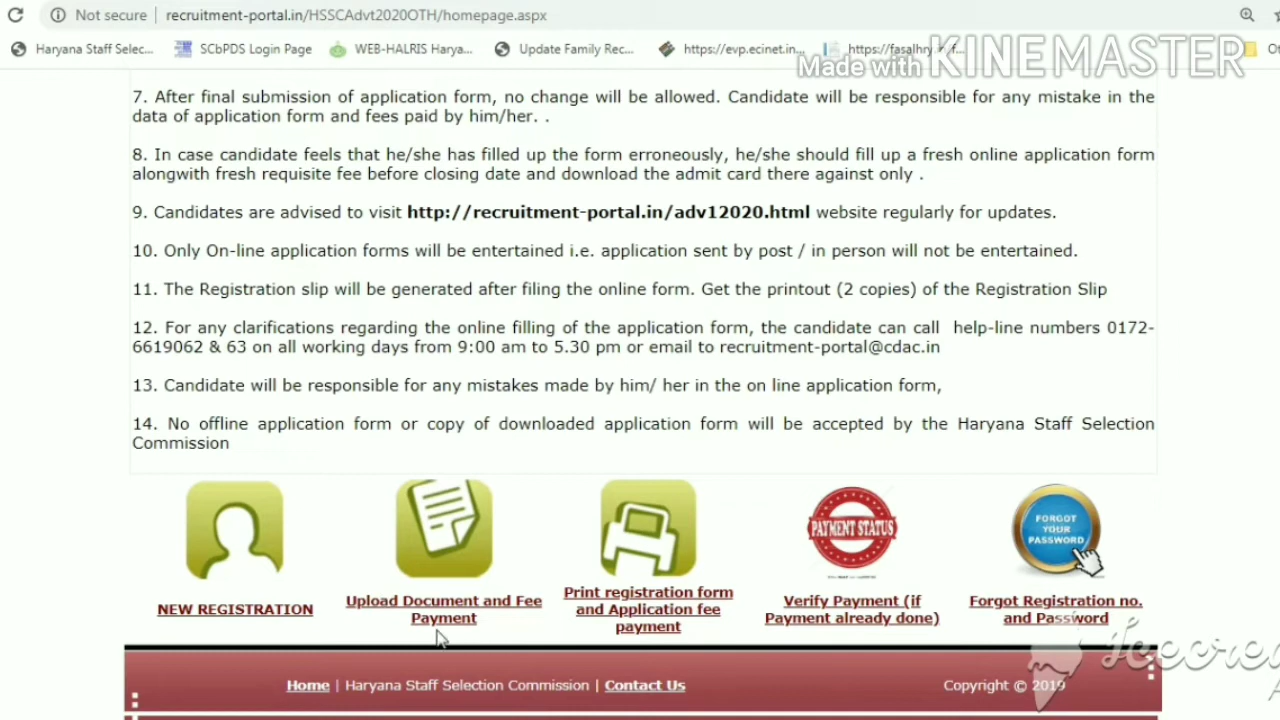 Not secure | recruitment-portal.in/HSSCAdvt2020OTH/homepage.aspx
Haryana Staff Selec... SCbPDS Login Page WEB-HALRIS Harya... Update Family Rec... https://evp.ecinet.in... https://fasalhry.in/f...
Made with KINEMASTER
7. After final submission of application form, no change will be allowed. Candidate will be responsible for any mistake in the
data of application form and fees paid by him/her. .
8. In case candidate feels that he/she has filled up the form erroneously, he/she should fill up a fresh online application form
alongwith fresh requisite fee before closing date and download the admit card there against only .
9. Candidates are advised to visit http://recruitment-portal.in/adv12020.html website regularly for updates.
10. Only On-line application forms will be entertained i.e. application sent by post / in person will not be entertained.
11. The Registration slip will be generated after filing the online form. Get the printout (2 copies) of the Registration Slip
12. For any clarifications regarding the online filling of the application form, the candidate can call help-line numbers 0172-
6619062 & 63 on all working days from 9:00 am to 5.30 pm or email to recruitment-portal@cdac.in
13. Candidate will be responsible for any mistakes made by him/ her in the on line application form,
14. No offline application form or copy of downloaded application form will be accepted by the Haryana Staff Selection
Commission
PAYMENT STATUS
FORGOT
YOUR
PASSWORD
NEW REGISTRATION
Upload Document and Fee
Payment
Print registration form
and Application fee
payment
Verify Payment (if
Payment already done)
Forgot Registration no.
and Password
Home | Haryana Staff Selection Commission | Contact Us
Copyright © 2019